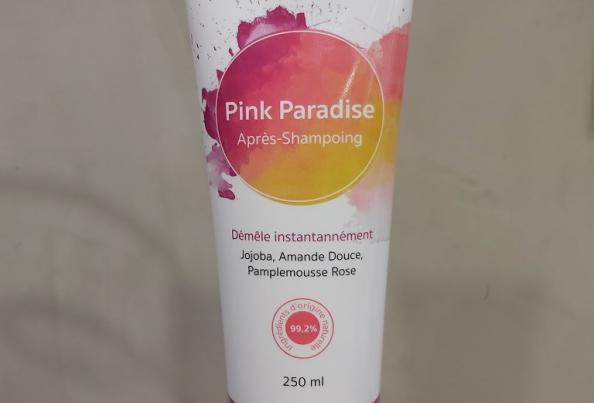 Pink Paradise
Après-Shampoing
Démêle instantannément
Jojoba, Amande Douce,
Pamplemousse Rose
Ingrédients d'origine naturelle
99,2%
250 ml